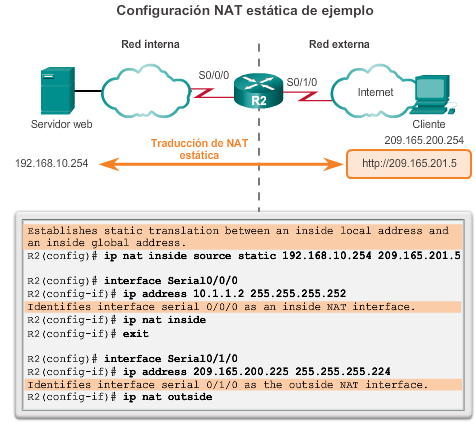 Configuración NAT estática de ejemplo
Red interna
Red externa
S0/0/0
S0/1/0
R2
Internet
Servidor web
Cliente
209.165.200.254
Traducción de NAT
estática
192.168.10.254
http://209.165.201.5
Establishes static translation between an inside local address and
an inside global address.
R2(config)# ip nat inside source static 192.168.10.254 209.165.201.5
R2(config)# interface Serial0/0/0
R2(config-if)# ip address 10.1.1.2 255.255.255.252
Identifies interface serial 0/0/0 as an inside NAT interface.
R2(config-if)# ip nat inside
R2(config-if)# exit
R2(config)# interface Serial0/1/0
R2(config-if)# ip address 209.165.200.225 255.255.255.224
Identifies interface serial 0/1/0 as the outside NAT interface.
R2(config-if)# ip nat outside